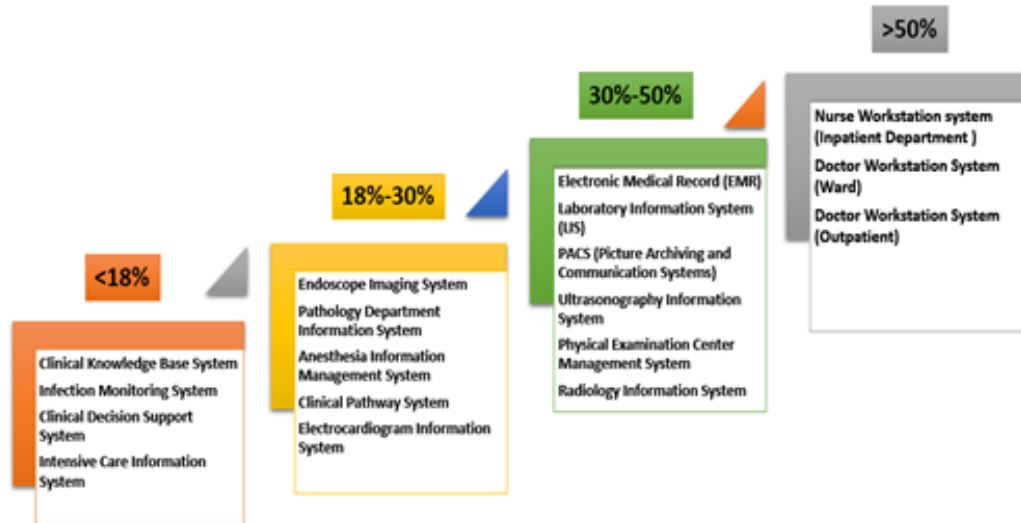 <18%
Clinical Knowledge Base System
Infection Monitoring System
Clinical Decision Support
System
Intensive Care Information
System
18%-30%
Endoscope Imaging System
Pathology Department
Information System
Anesthesia Information
Management System
Clinical Pathway System
Electrocardiogram Information
System
30%-50%
Electronic Medical Record (EMR)
Laboratory Information System
(LIS)
PACS (Picture Archiving and
Communication Systems)
Ultrasonography Information
System
Physical Examination Center
Management System
Radiology Information System
>50%
Nurse Workstation system
(Inpatient Department )
Doctor Workstation System
(Ward)
Doctor Workstation System
(Outpatient)